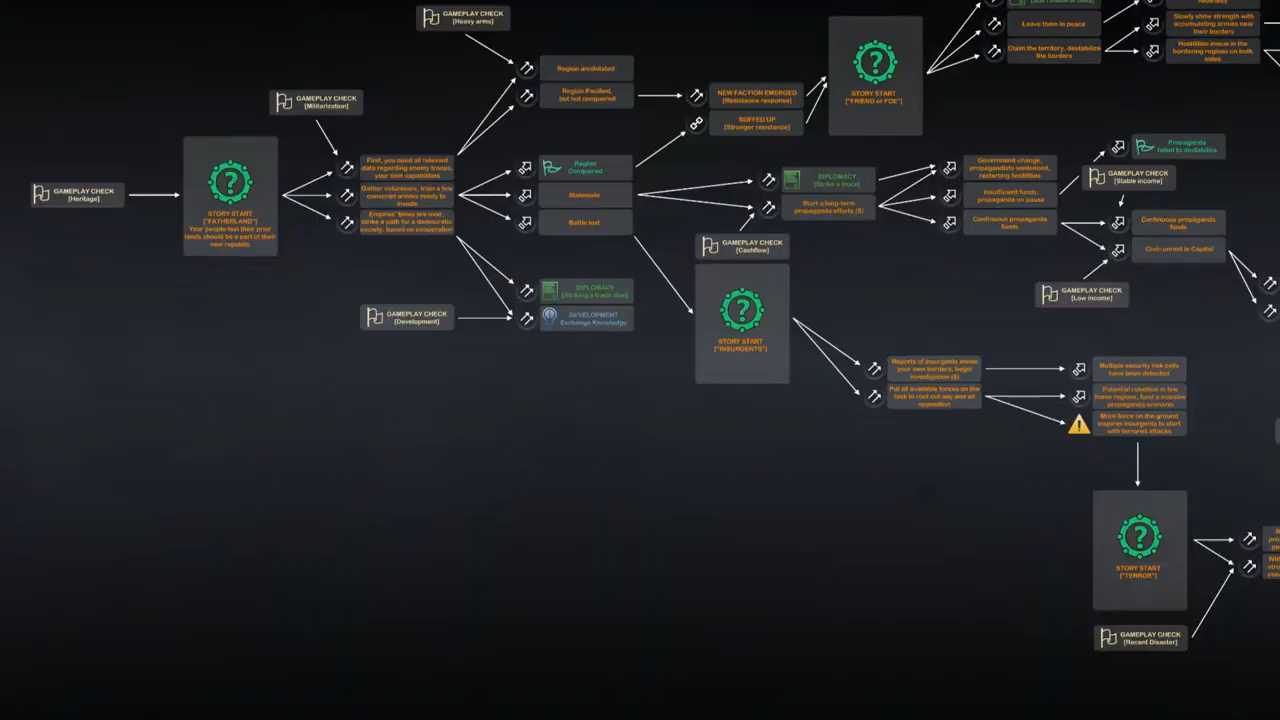 GAMEPLAY CHECK
[Heavy arms]
GAMEPLAY CHECK
[Militarization]
GAMEPLAY CHECK
[Heritage]
STORY START
["FATHERLAND"]
Your people feel their prior
lands should be a part of their
new republic.
First, you need all relevant
data regarding enemy troops,
your own capabilities
Gather volunteers, train a few
conscript armies ready to
invade
Empires' times are over,
strike a path for a democratic
society, based on cooperation
GAMEPLAY CHECK
[Development]
Region annihilated
Region Pacified,
but not conquered
Region
Conquered
Stalemate
Battle lost
DIPLOMACY
[Striking a trade deal]
DEVELOPMENT
Exchange Knowledge
NEW FACTION EMERGED
[Resistance response]
BUFFED UP
[Stronger resistance]
STORY START
["FRIEND or FOE"]
Leave them in peace
Claim the territory, destabilize
the borders
neutrality
Slowly show strength with
accumulating armies near
their borders
Hostilities ensue in the
bordering regions on both
sides
DIPLOMACY
[Strike a truce]
Start a long-term
propaganda efforts ($)
GAMEPLAY CHECK
[Cashflow]
STORY START
["INSURGENTS"]
Government change,
propagandists sentenced,
restarting hostilities
Insufficient funds,
propaganda on pause
Continuous propaganda
funds
Propaganda
failed to destabilize
GAMEPLAY CHECK
[Stable income]
Continuous propaganda
funds
Civic unrest in Capital
GAMEPLAY CHECK
[Low income]
Reports of insurgents inside
your own borders, begin
investigation ($)
Put all available forces on the
task to root out any and all
opposition
Multiple security risk cells
have been detected
Potential rebellion in few
home regions, fund a massive
propaganda scenario
More force on the ground
inspires insurgents to start
with terrorist attacks
STORY START
["TERROR"]
GAMEPLAY CHECK
[Recent Disaster]